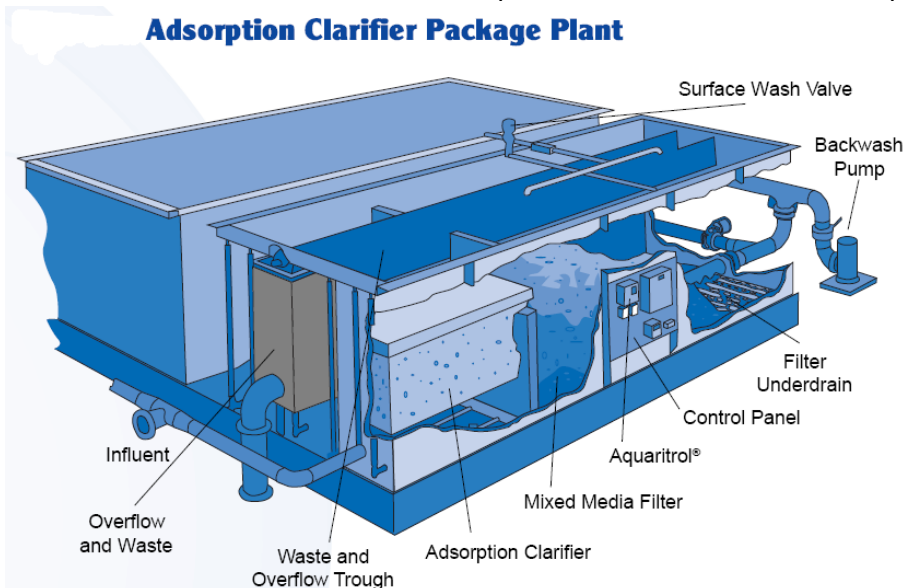 Adsorption Clarifier Package Plant
Surface Wash Valve
Backwash
Pump
Filter
Underdrain
Control Panel
Aquaritrol®
Mixed Media Filter
Adsorption Clarifier
Waste and
Overflow Trough
Overflow
and Waste
Influent